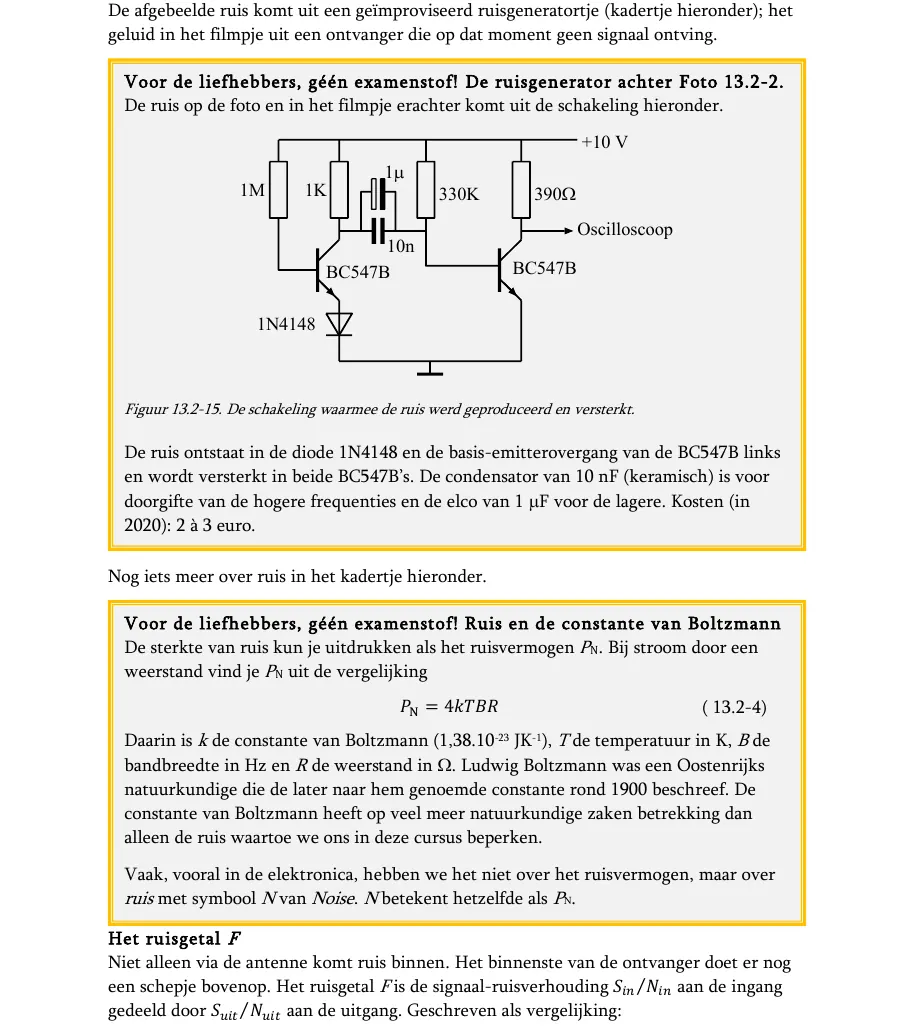 De afgebeelde ruis komt uit een geïmproviseerd ruisgeneratortje (kadertje hieronder); het
geluid in het filmpje uit een ontvanger die op dat moment geen signaal ontving.
Voor de liefhebbers, géén examenstof! De ruisgenerator achter Foto 13.2-2.
De ruis op de foto en in het filmpje erachter komt uit de schakeling hieronder.
+10 V
1µ
1M
1K
330K
390Ω
Oscilloscoop
10n
BC547B
BC547B
1N4148
Figuur 13.2-15. De schakeling waarmee de ruis werd geproduceerd en versterkt.
De ruis ontstaat in de diode 1N4148 en de basis-emitterovergang van de BC547B links
en wordt versterkt in beide BC547B’s. De condensator van 10 nF (keramisch) is voor
doorgifte van de hogere frequenties en de elco van 1 µF voor de lagere. Kosten (in
2020): 2 à 3 euro.
Nog iets meer over ruis in het kadertje hieronder.
Voor de liefhebbers, géén examenstof! Ruis en de constante van Boltzmann
De sterkte van ruis kun je uitdrukken als het ruisvermogen P_N. Bij stroom door een
weerstand vind je P_N uit de vergelijking
P_N = 4kTBR ( 13.2-4)
Daarin is k de constante van Boltzmann (1,38.10⁻²³ JK⁻¹), T de temperatuur in K, B de
bandbreedte in Hz en R de weerstand in Ω. Ludwig Boltzmann was een Oostenrijks
natuurkundige die de later naar hem genoemde constante rond 1900 beschreef. De
constante van Boltzmann heeft op veel meer natuurkundige zaken betrekking dan
alleen de ruis waartoe we ons in deze cursus beperken.
Vaak, vooral in de elektronica, hebben we het niet over het ruisvermogen, maar over
ruis met symbool N van Noise. N betekent hetzelfde als P_N.
Het ruisgetal F
Niet alleen via de antenne komt ruis binnen. Het binnenste van de ontvanger doet er nog
een schepje bovenop. Het ruisgetal F is de signaal-ruisverhouding S_in/N_in aan de ingang
gedeeld door S_uit/N_uit aan de uitgang. Geschreven als vergelijking: